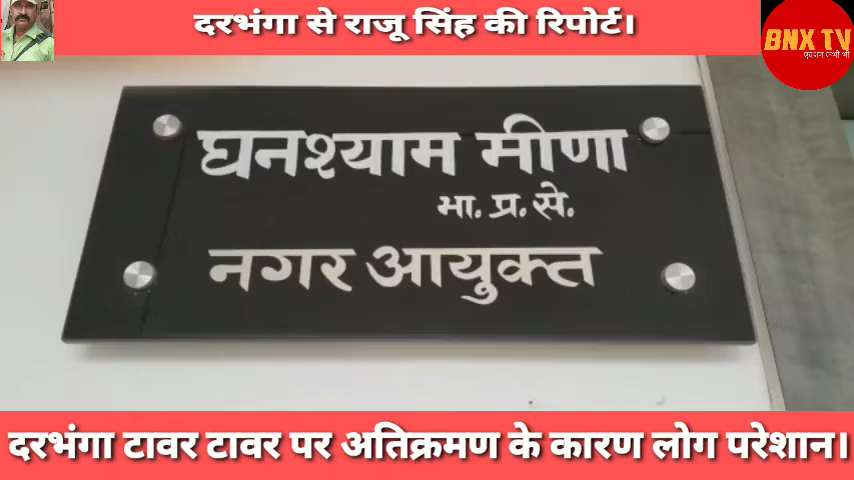 दरभंगा से राजू सिंह की रिपोर्ट।
BNX TV
घनश्याम मीणा
भा. प्र. से.
नगर आयुक्त
दरभंगा टावर टावर पर अतिक्रमण के कारण लोग परेशान।